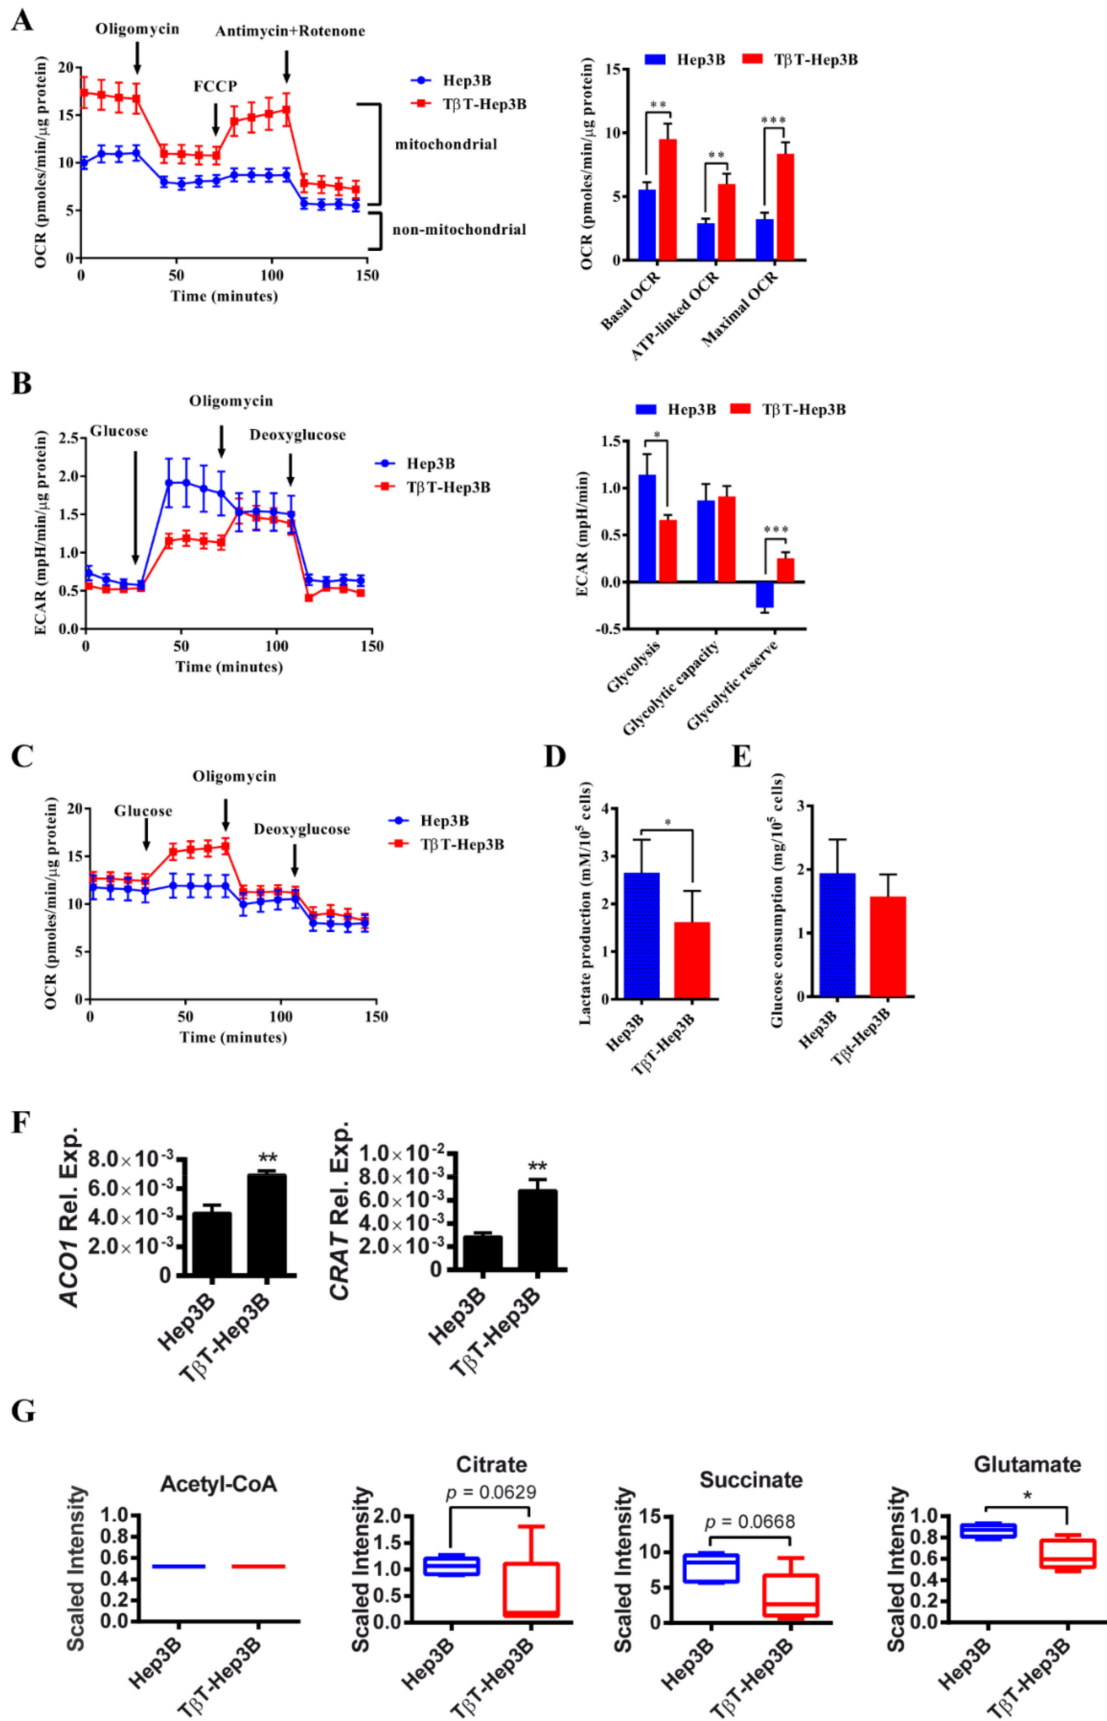 A
Oligomycin
Antimycin+Rotenone
FCCP
Hep3B
TβT-Hep3B
mitochondrial
non-mitochondrial
OCR (pmoles/min/μg protein)
20
15
10
5
0
0 50 100 150
Time (minutes)
Hep3B TβT-Hep3B
OCR (pmoles/min/μg protein)
15
10
5
0
** ** ***
Basal OCR
ATP-linked OCR
Maximal OCR
B
Oligomycin
Glucose
Deoxyglucose
Hep3B
TβT-Hep3B
ECAR (mpH/min/μg protein)
2.5
2.0
1.5
1.0
0.5
0.0
0 50 100 150
Time (minutes)
Hep3B TβT-Hep3B
ECAR (mpH/min)
1.5
1.0
0.5
0.0
-0.5
* ***
Glycolysis
Glycolytic capacity
Glycolytic reserve
C
Oligomycin
Glucose
Deoxyglucose
Hep3B
TβT-Hep3B
OCR (pmoles/min/μg protein)
20
15
10
5
0
0 50 100 150
Time (minutes)
D
Lactate production (mM/10⁵ cells)
4
3
2
1
0
*
Hep3B
TβT-Hep3B
E
Glucose consumption (mg/10⁵ cells)
3
2
1
0
Hep3B
Tβt-Hep3B
F
ACO1 Rel. Exp.
8.0×10⁻³
6.0×10⁻³
4.0×10⁻³
2.0×10⁻³
0
**
Hep3B
TβT-Hep3B
CRAT Rel. Exp.
1.0×10⁻²
8.0×10⁻³
6.0×10⁻³
4.0×10⁻³
2.0×10⁻³
0
**
Hep3B
TβT-Hep3B
G
Acetyl-CoA
Scaled Intensity
1.0
0.8
0.6
0.4
0.2
0.0
Hep3B
TβT-Hep3B
Citrate
p = 0.0629
Scaled Intensity
2.0
1.5
1.0
0.5
0.0
Hep3B
TβT-Hep3B
Succinate
p = 0.0668
Scaled Intensity
15
10
5
0
Hep3B
TβT-Hep3B
Glutamate
*
Scaled Intensity
1.0
0.8
0.6
0.4
0.2
0.0
Hep3B
TβT-Hep3B